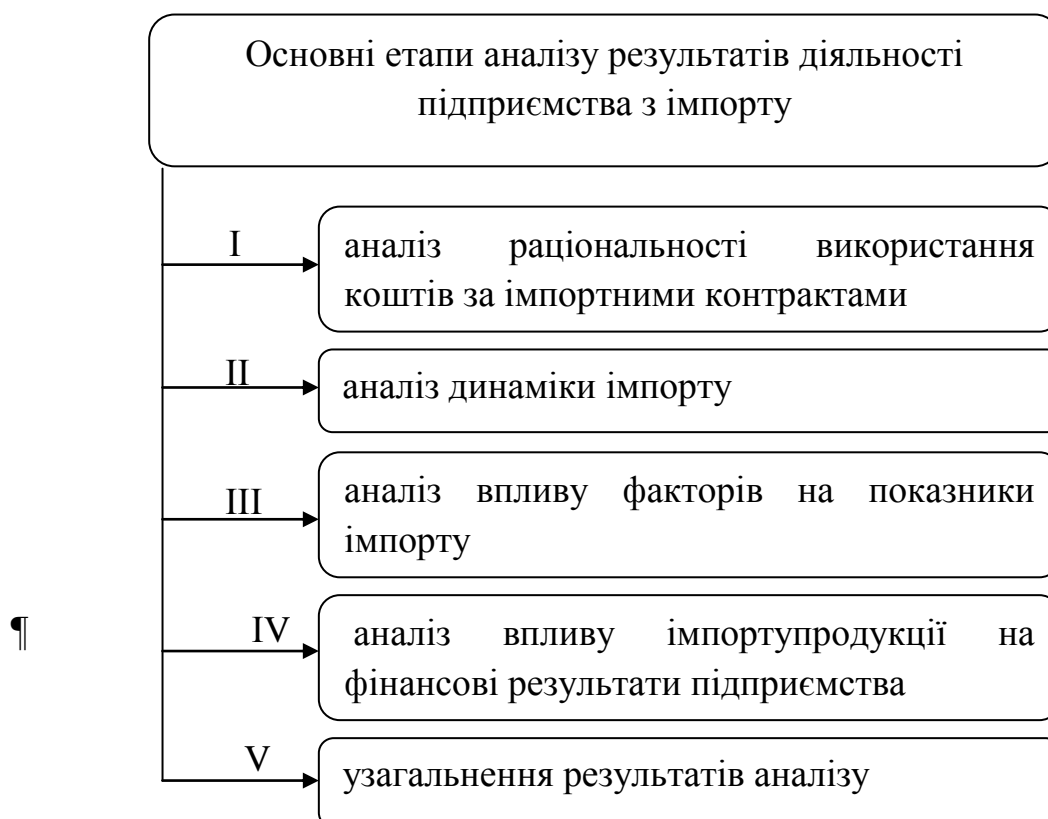 Основні етапи аналізу результатів діяльності
підприємства з імпорту
I
аналіз раціональності використання
коштів за імпортними контрактами
II
аналіз динаміки імпорту
III
аналіз впливу факторів на показники
імпорту
¶
IV
аналіз впливу імпортупродукції на
фінансові результати підприємства
V
узагальнення результатів аналізу